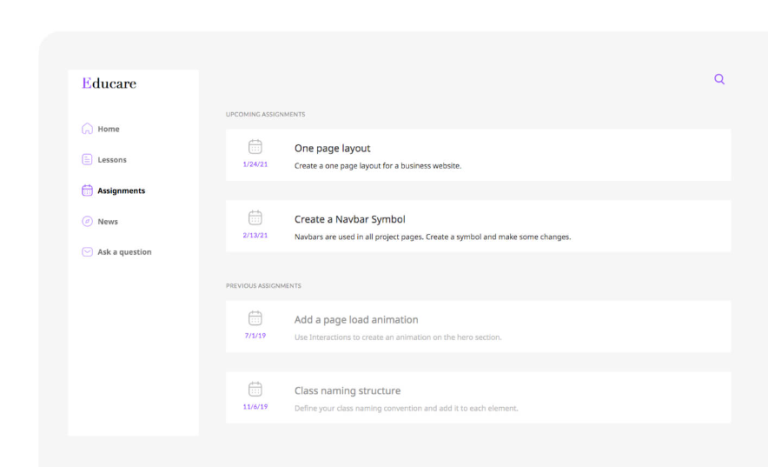 Educare
Home
Lessons
Assignments
News
Ask a question
UPCOMING ASSIGNMENTS
1/24/21
One page layout
Create a one page layout for a business website.
2/13/21
Create a Navbar Symbol
Navbars are used in all project pages. Create a symbol and make some changes.
PREVIOUS ASSIGNMENTS
7/1/19
Add a page load animation
Use Interactions to create an animation on the hero section.
11/6/19
Class naming structure
Define your class naming convention and add it to each element.